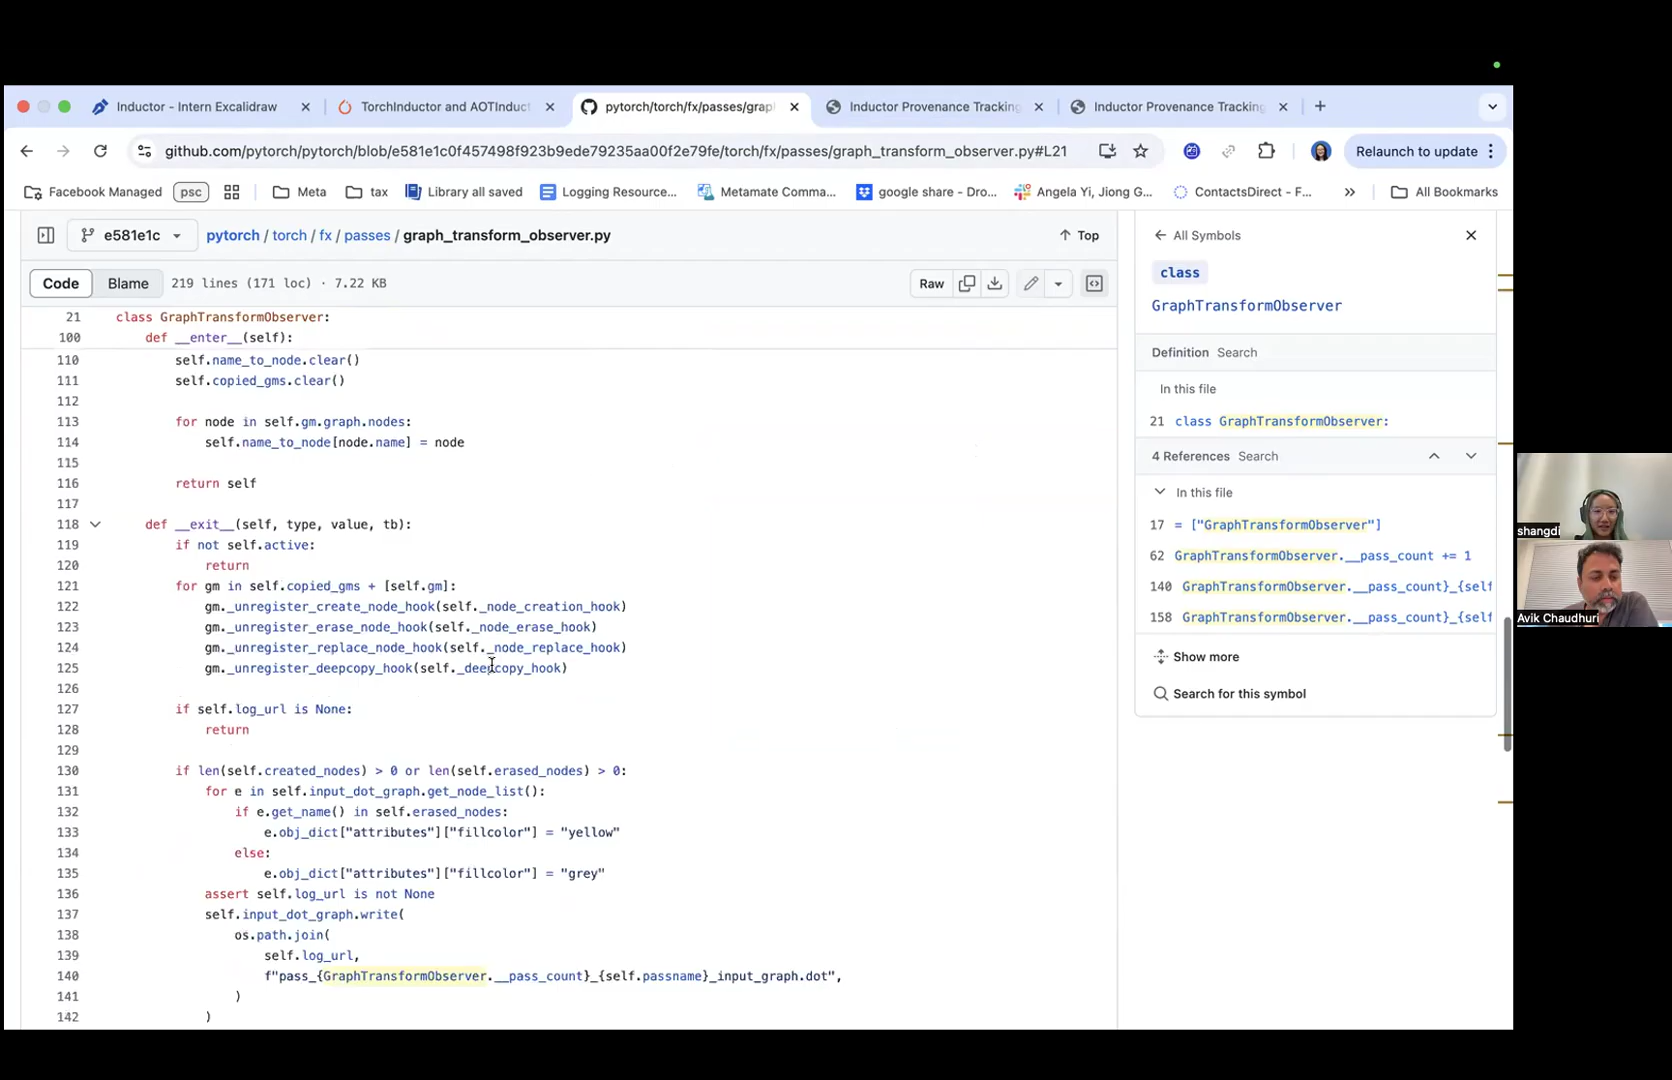 Inductor - Intern Excalidraw
TorchInductor and AOTInduct
pytorch/torch/fx/passes/grap
Inductor Provenance Tracking
Inductor Provenance Tracking
github.com/pytorch/pytorch/blob/e581e1c0f457498f923b9ede79235aa00f2e79fe/torch/fx/passes/graph_transform_observer.py#L21
Relaunch to update
Facebook Managed
psc
Meta
tax
Library all saved
Logging Resource...
Metamate Comma...
google share - Dro...
Angela Yi, Jiong G...
ContactsDirect - F...
»
All Bookmarks
e581e1c
pytorch / torch / fx / passes / graph_transform_observer.py
Top
Code
Blame
219 lines (171 loc) · 7.22 KB
Raw
21 class GraphTransformObserver:
100 def __enter__(self):
110 self.name_to_node.clear()
111 self.copied_gms.clear()
112
113 for node in self.gm.graph.nodes:
114 self.name_to_node[node.name] = node
115
116 return self
117
118 def __exit__(self, type, value, tb):
119 if not self.active:
120 return
121 for gm in self.copied_gms + [self.gm]:
122 gm._unregister_create_node_hook(self._node_creation_hook)
123 gm._unregister_erase_node_hook(self._node_erase_hook)
124 gm._unregister_replace_node_hook(self._node_replace_hook)
125 gm._unregister_deepcopy_hook(self._deepcopy_hook)
126
127 if self.log_url is None:
128 return
129
130 if len(self.created_nodes) > 0 or len(self.erased_nodes) > 0:
131 for e in self.input_dot_graph.get_node_list():
132 if e.get_name() in self.erased_nodes:
133 e.obj_dict["attributes"]["fillcolor"] = "yellow"
134 else:
135 e.obj_dict["attributes"]["fillcolor"] = "grey"
136 assert self.log_url is not None
137 self.input_dot_graph.write(
138 os.path.join(
139 self.log_url,
140 f"pass_{GraphTransformObserver.__pass_count}_{self.passname}_input_graph.dot",
141 )
142 )
All Symbols
class
GraphTransformObserver
Definition Search
In this file
21 class GraphTransformObserver:
4 References Search
In this file
17 = ["GraphTransformObserver"]
62 GraphTransformObserver.__pass_count += 1
140 GraphTransformObserver.__pass_count}_{self
158 GraphTransformObserver.__pass_count}_{self
Show more
Search for this symbol
shangdi
Avik Chaudhuri